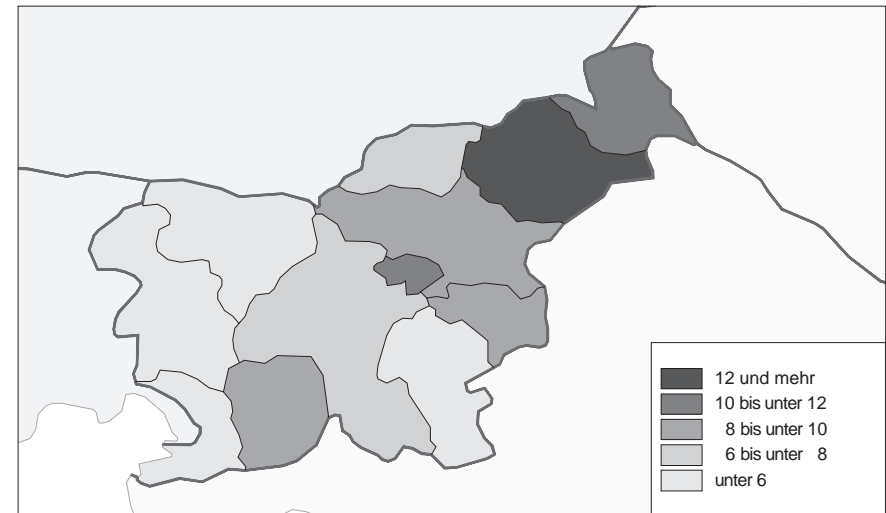 12 und mehr
10 bis unter 12
8 bis unter 10
6 bis unter 8
unter 6